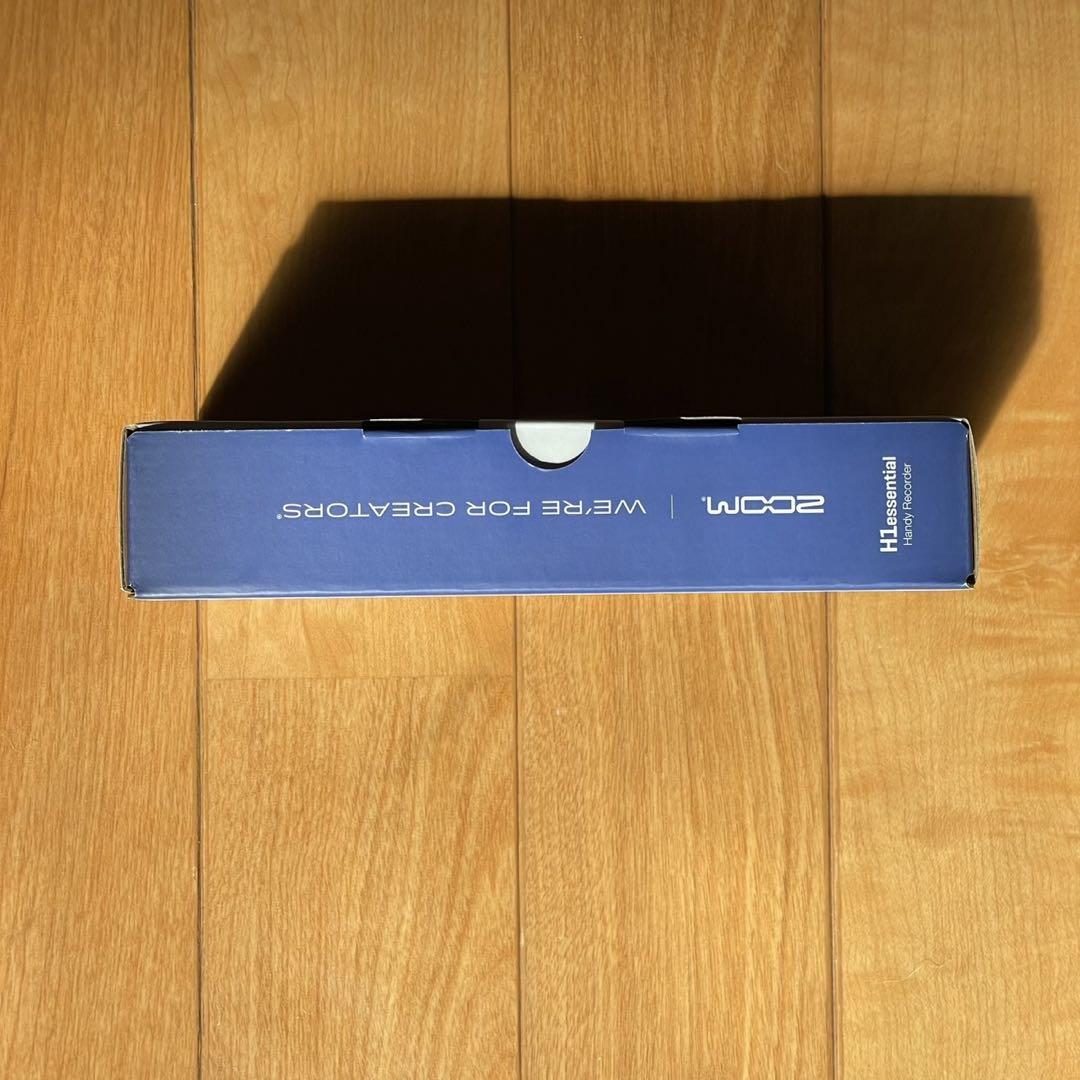 ZOOM® | WE'RE FOR CREATORS®
H1essential
Handy Recorder